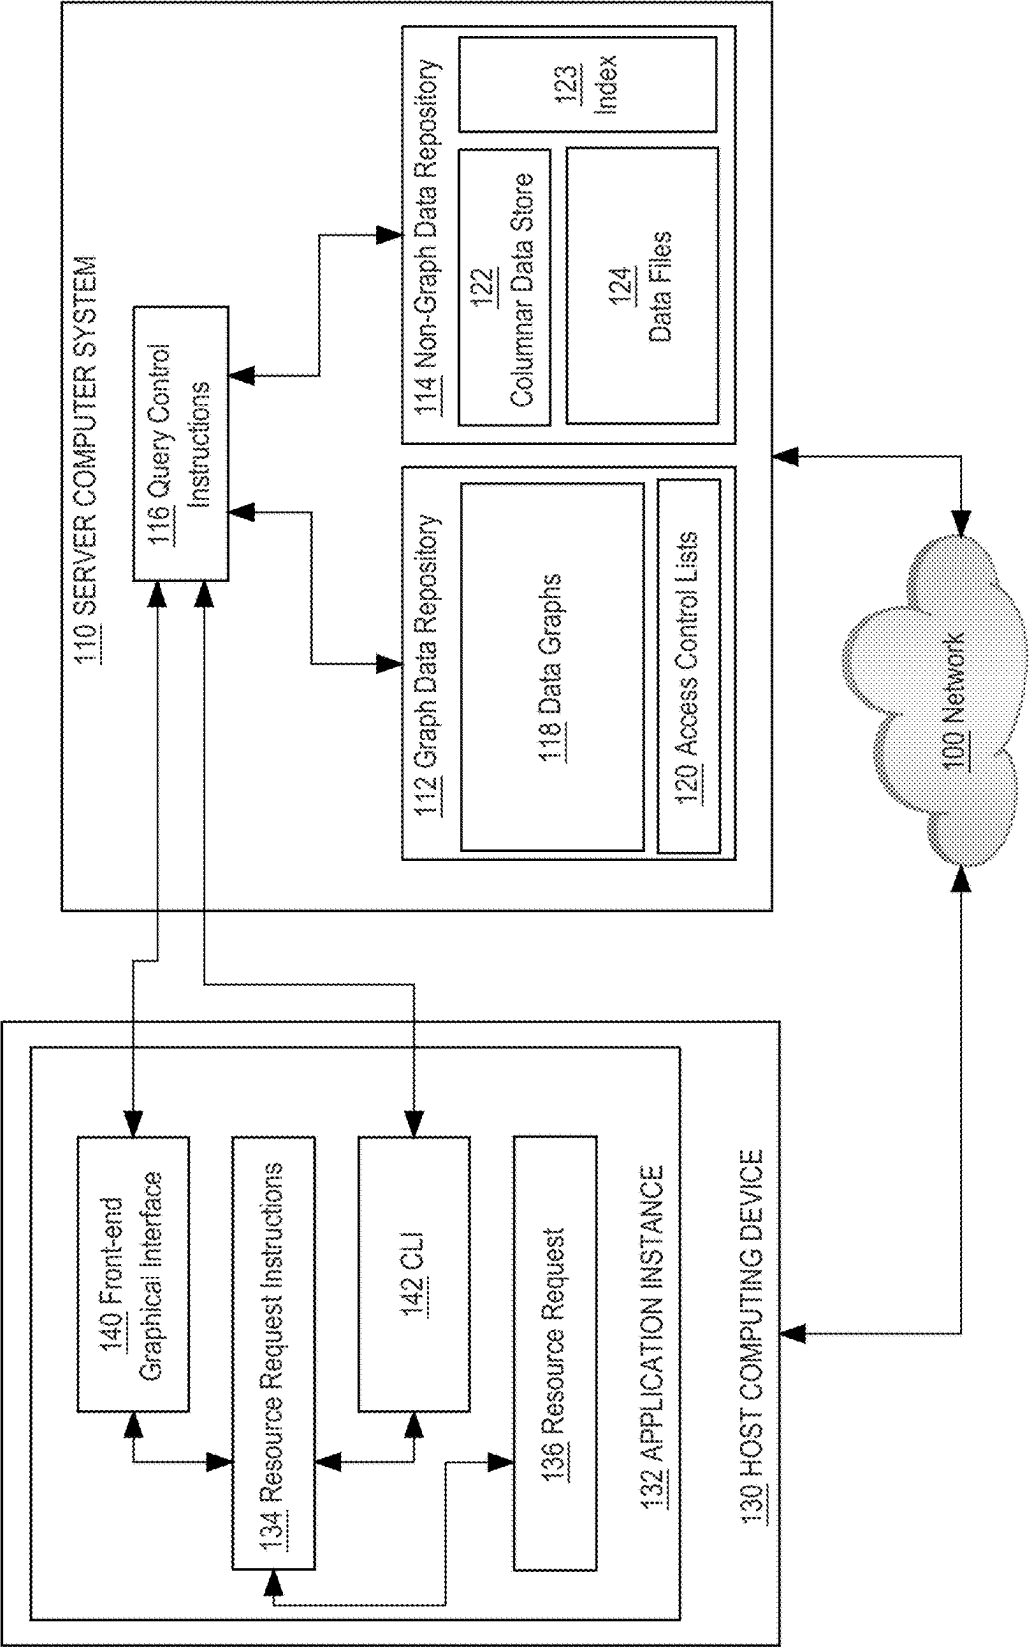 110 SERVER COMPUTER SYSTEM
116 Query Control
Instructions
112 Graph Data Repository
118 Data Graphs
120 Access Control Lists
114 Non-Graph Data Repository
122
Columnar Data Store
124
Data Files
123
Index
140 Front-end
Graphical Interface
134 Resource Request Instructions
142 CLI
136 Resource Request
132 APPLICATION INSTANCE
130 HOST COMPUTING DEVICE
100 Network